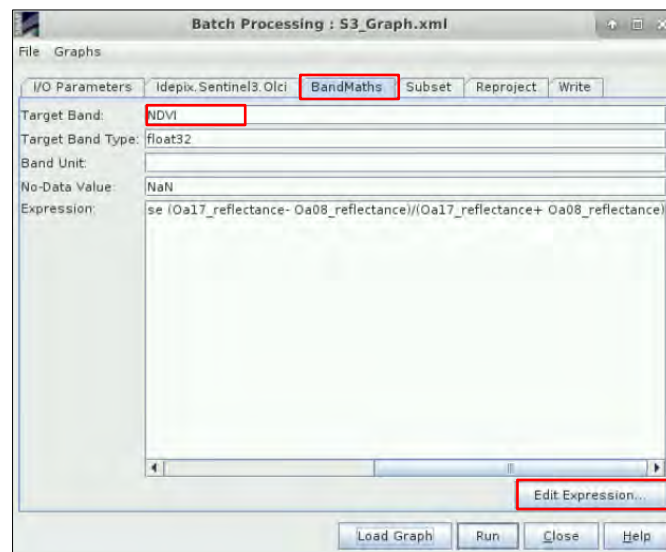 Batch Processing : S3_Graph.xml
File Graphs
I/O Parameters Idepix.Sentinel3.Olci BandMaths Subset Reproject Write
Target Band: NDVI
Target Band Type: float32
Band Unit:
No-Data Value: NaN
Expression: se (Oa17_reflectance- Oa08_reflectance)/(Oa17_reflectance+ Oa08_reflectance)
Edit Expression...
Load Graph Run Close Help